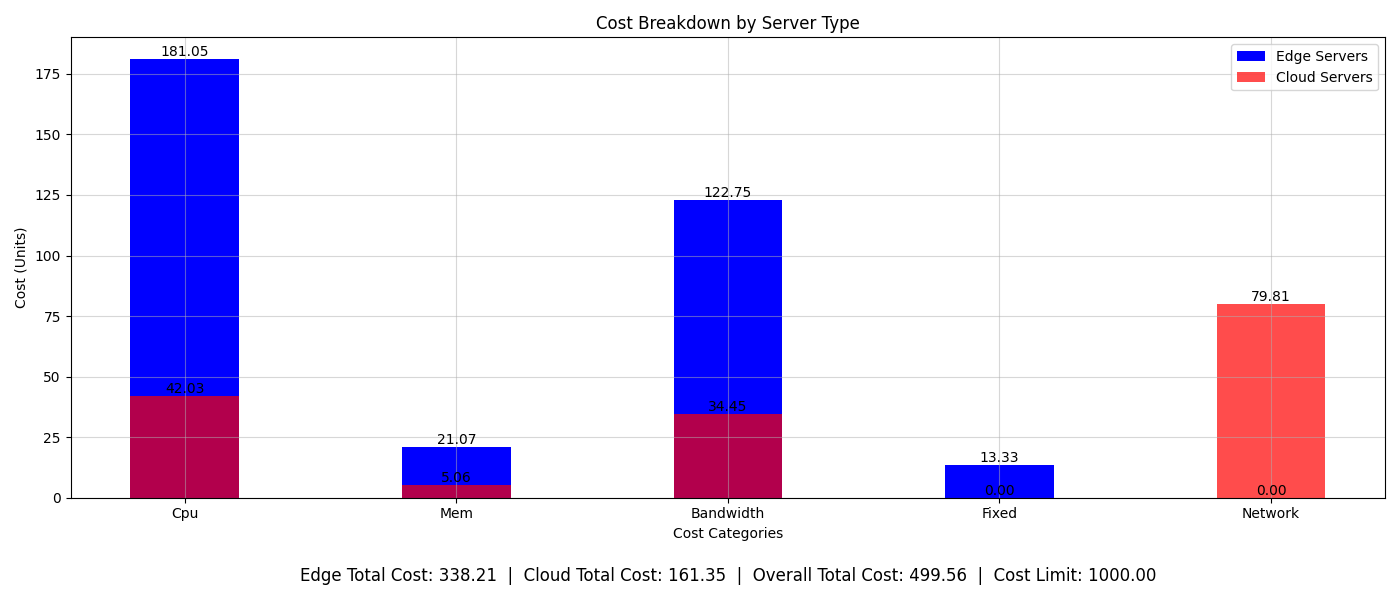 Cost Breakdown by Server Type
Edge Servers
Cloud Servers
Cost (Units)
175
150
125
100
75
50
25
0
181.05
42.03
21.07
5.06
122.75
34.45
13.33
0.00
79.81
0.00
Cpu
Mem
Bandwidth
Fixed
Network
Cost Categories
Edge Total Cost: 338.21 | Cloud Total Cost: 161.35 | Overall Total Cost: 499.56 | Cost Limit: 1000.00